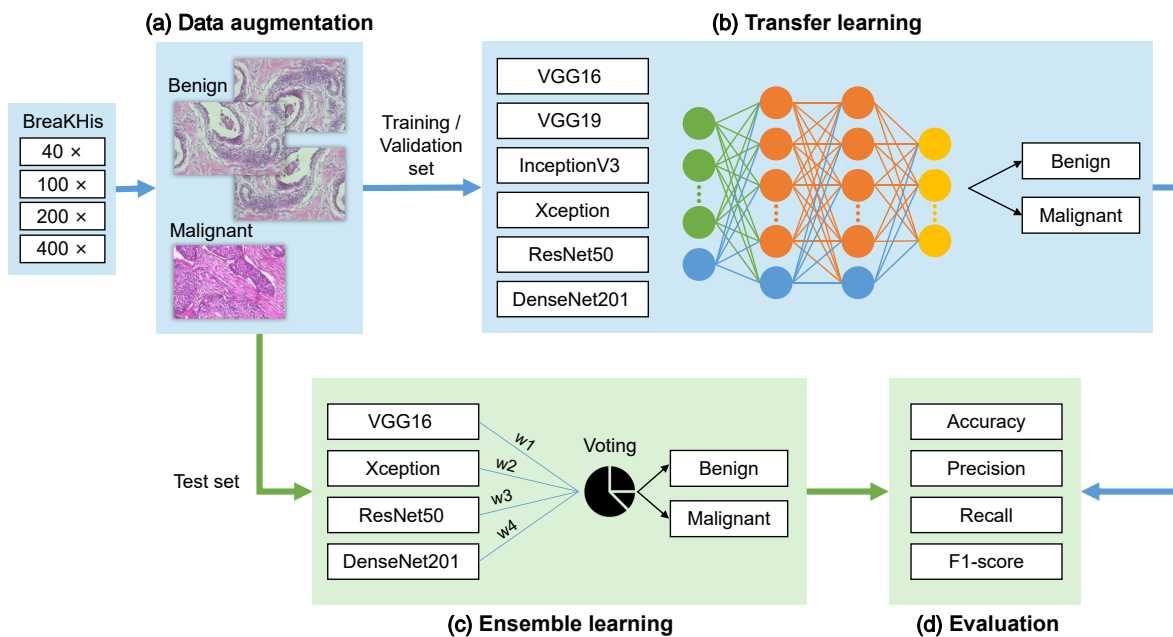 (a) Data augmentation
(b) Transfer learning
BreaKHis
40 ×
100 ×
200 ×
400 ×
Benign
Malignant
Training /
Validation
set
VGG16
VGG19
InceptionV3
Xception
ResNet50
DenseNet201
Benign
Malignant
Test set
VGG16
Xception
ResNet50
DenseNet201
w1
w2
w3
w4
Voting
Benign
Malignant
Accuracy
Precision
Recall
F1-score
(c) Ensemble learning
(d) Evaluation